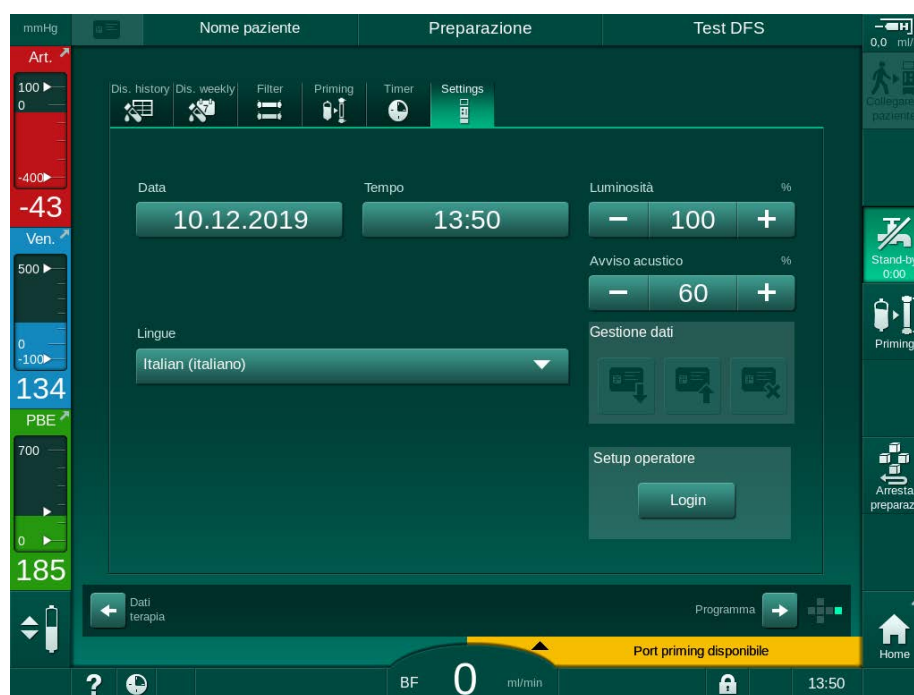 mmHg
Nome paziente
Preparazione
Test DFS
0,0 ml/
Art.
100
0
-400
-43
Ven.
500
0
-100
134
PBE
700
0
185
Dis. history
Dis. weekly
Filter
Priming
Timer
Settings
Data
Tempo
Luminosità
%
10.12.2019
13:50
100
Avviso acustico
%
60
Lingue
Italian (italiano)
Gestione dati
Setup operatore
Login
Dati
terapia
Programma
Port priming disponibile
?
BF
0
ml/min
13:50
Collegare
paziente
Stand-by
0:00
Priming
Arresta
preparaz
Home